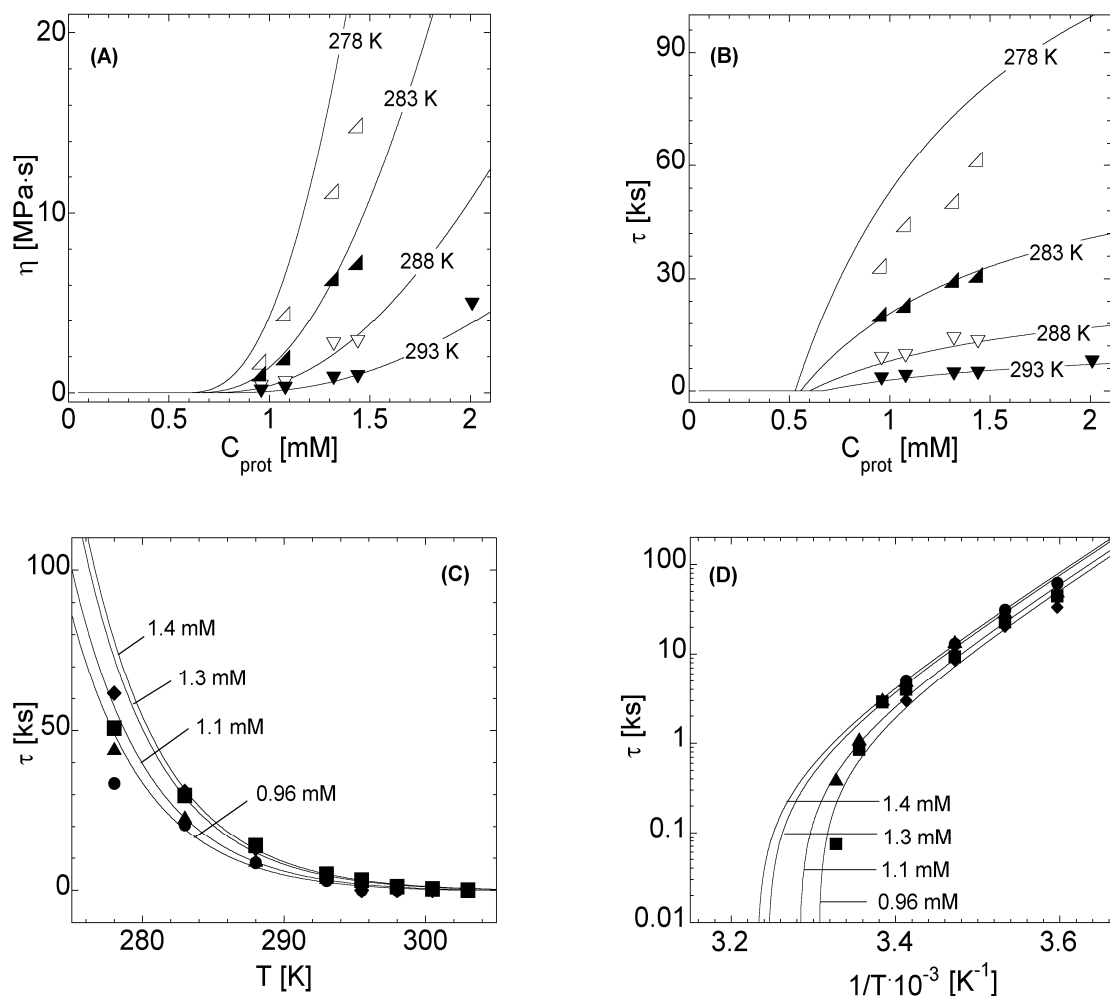 (A)
η [MPa·s]
20
10
0
278 K
283 K
288 K
293 K
0 0.5 1 1.5 2
C_prot [mM]
(B)
τ [ks]
90
60
30
0
278 K
283 K
288 K
293 K
0 0.5 1 1.5 2
C_prot [mM]
(C)
τ [ks]
100
50
0
1.4 mM
1.3 mM
1.1 mM
0.96 mM
280 290 300
T [K]
(D)
τ [ks]
100
10
1
0.1
0.01
1.4 mM
1.3 mM
1.1 mM
0.96 mM
3.2 3.4 3.6
1/T·10⁻³ [K⁻¹]